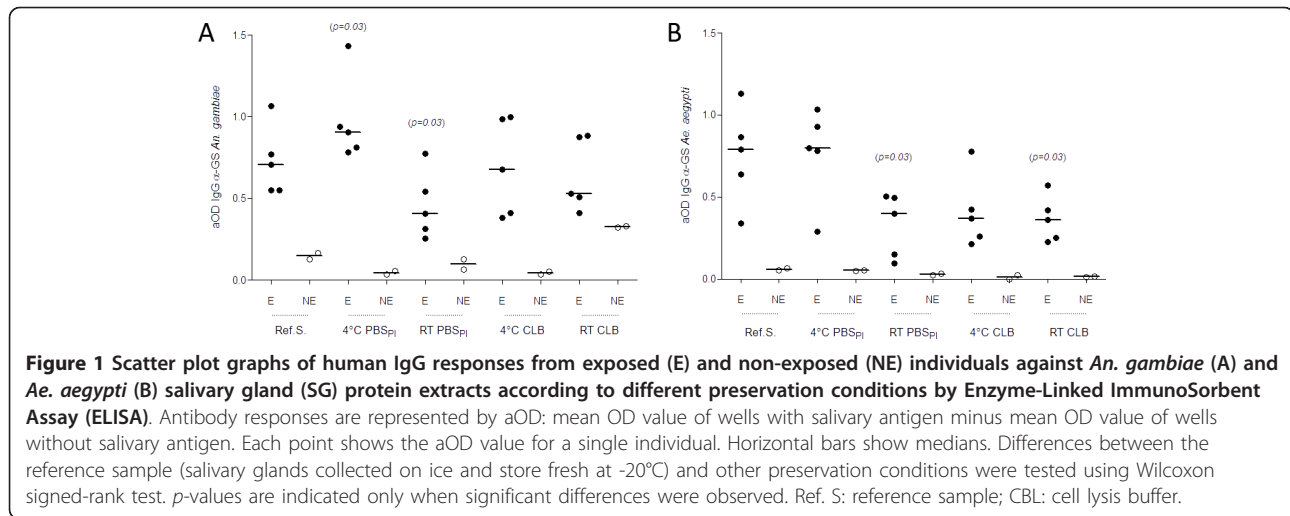 A
B
(p=0.03)
(p=0.03)
(p=0.03)
(p=0.03)
aOD IgG α-GS An. gambiae
1.5
1.0
0.5
0.0
E NE E NE E NE E NE E NE
Ref.S. 4°C PBSPI RT PBSPI 4°C CLB RT CLB
aOD IgG α-GS Ae. aegypti
1.5
1.0
0.5
0.0
E NE E NE E NE E NE E NE
Ref.S. 4°C PBSPI RT PBSPI 4°C CLB RT CLB
Figure 1 Scatter plot graphs of human IgG responses from exposed (E) and non-exposed (NE) individuals against An. gambiae (A) and
Ae. aegypti (B) salivary gland (SG) protein extracts according to different preservation conditions by Enzyme-Linked ImmunoSorbent
Assay (ELISA). Antibody responses are represented by aOD: mean OD value of wells with salivary antigen minus mean OD value of wells
without salivary antigen. Each point shows the aOD value for a single individual. Horizontal bars show medians. Differences between the
reference sample (salivary glands collected on ice and store fresh at -20°C) and other preservation conditions were tested using Wilcoxon
signed-rank test. p-values are indicated only when significant differences were observed. Ref. S: reference sample; CBL: cell lysis buffer.